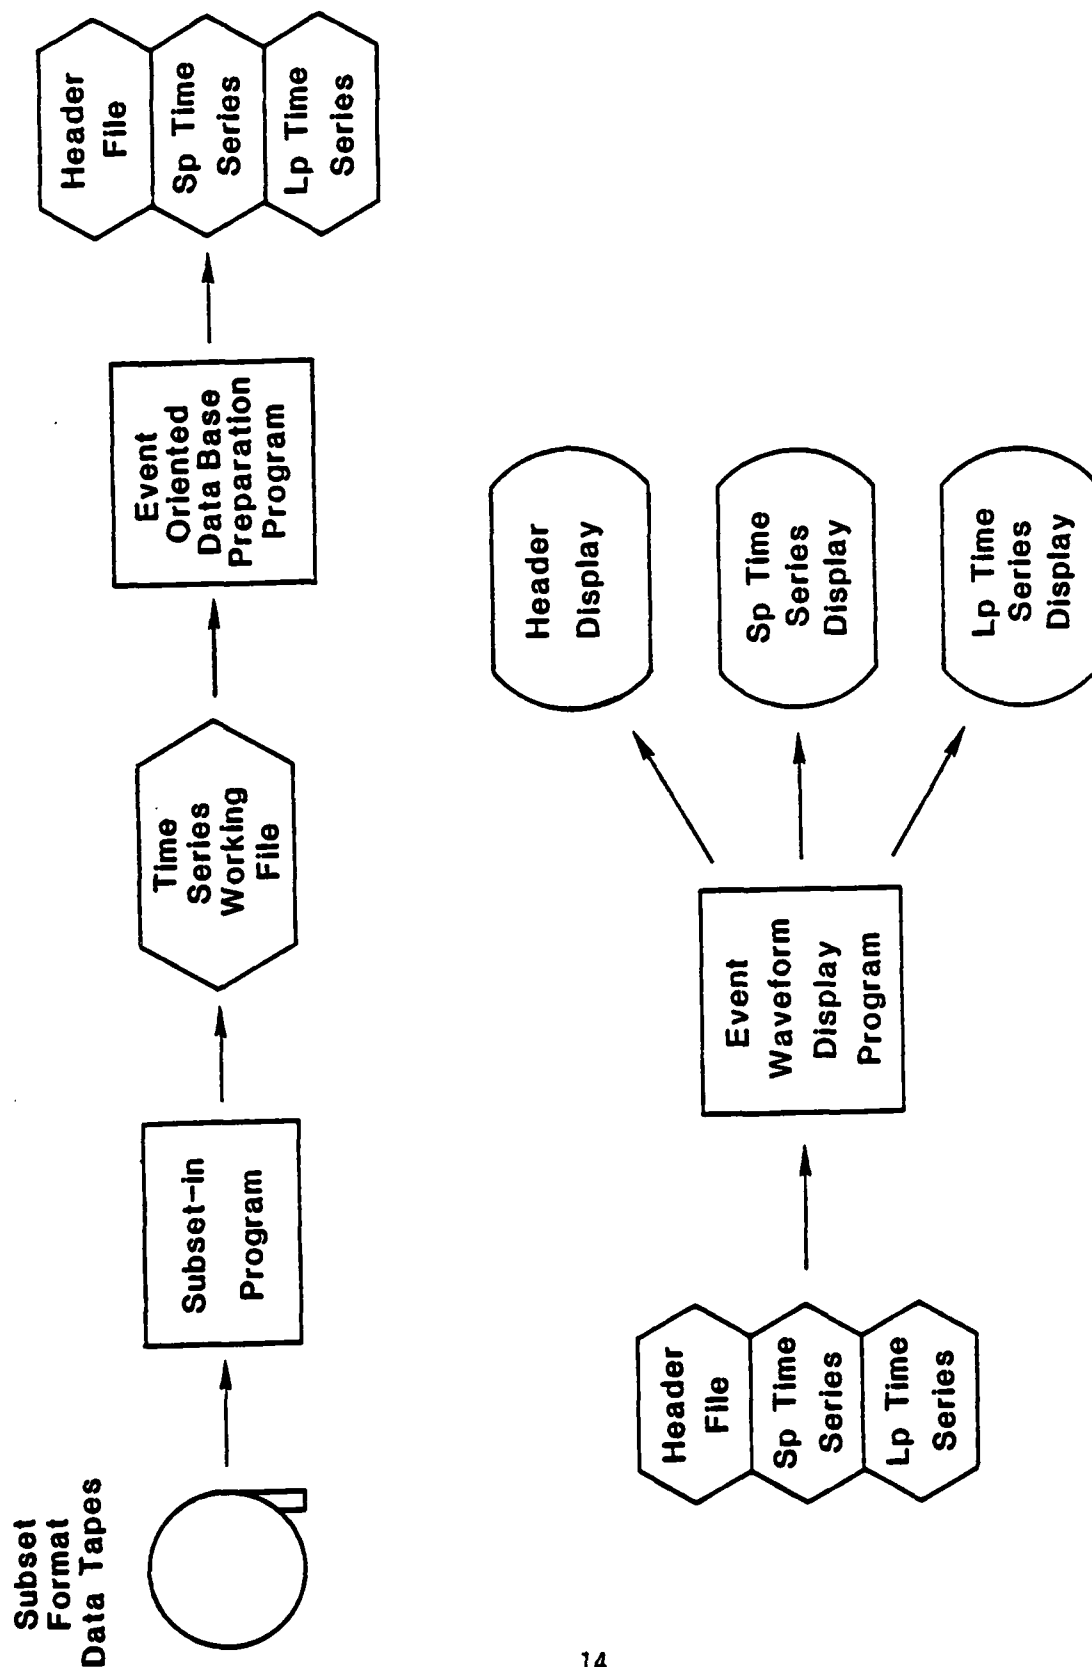 Subset
Format
Data Tapes
Subset-in
Program
Time
Series
Working
File
Event
Oriented
Data Base
Preparation
Program
Header
File
Sp Time
Series
Lp Time
Series
Header
File
Sp Time
Series
Lp Time
Series
Event
Waveform
Display
Program
Header
Display
Sp Time
Series
Display
Lp Time
Series
Display
14